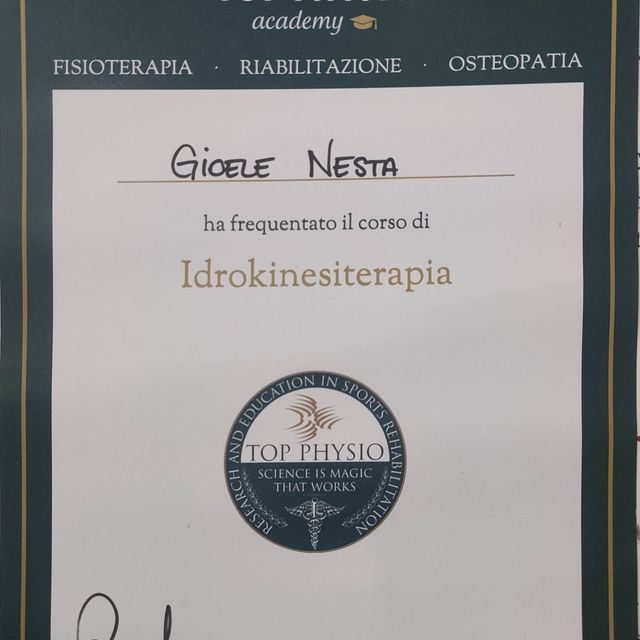 academy
FISIOTERAPIA · RIABILITAZIONE · OSTEOPATIA
GIOELE NESTA
ha frequentato il corso di
Idrokinesiterapia
RESEARCH AND EDUCATION IN SPORTS REHABILITATION
TOP PHYSIO
SCIENCE IS MAGIC
THAT WORKS